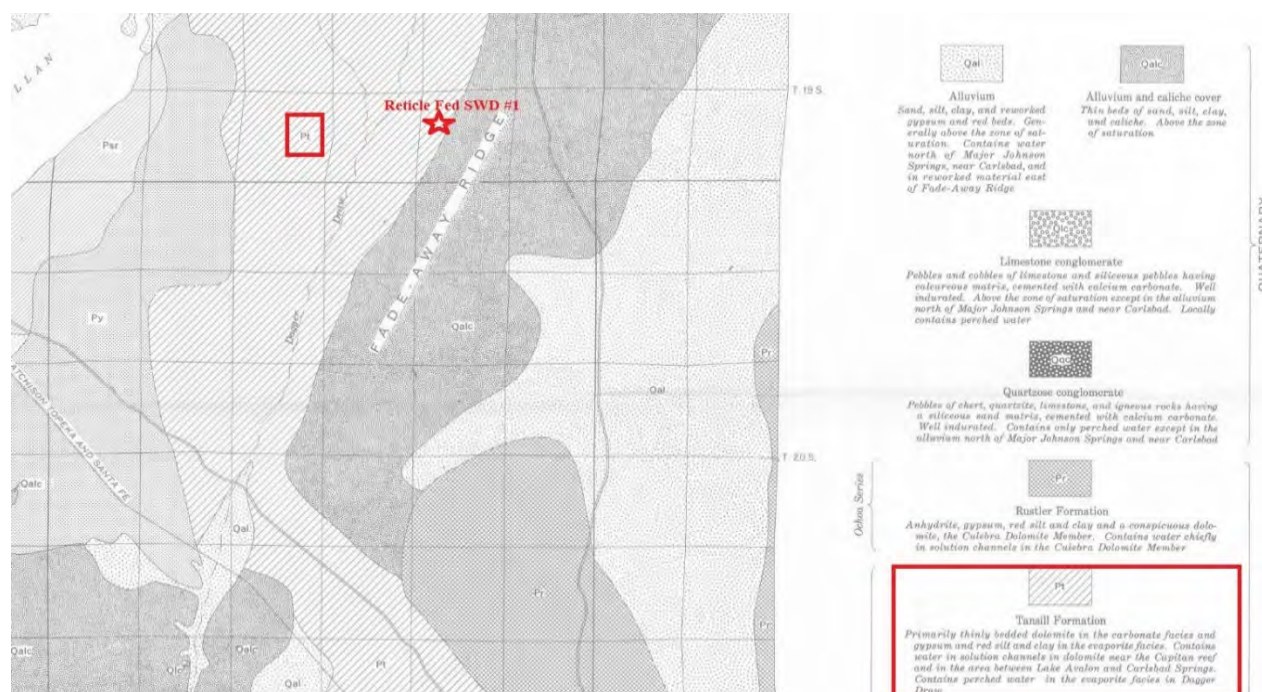 LLAN
Reticle Fed SWD #1
T. 19 S.
Pt
Psr
FADE-AWAY RIDGE
Dagger Draw
Py
Qalc
Qal
Pr
ATCHISON TOPEKA AND SANTA FE
T. 20 S.
Qalc
Pr
Qal
Qalc
Qalc
Qlc
Qal
Pt
Pr
Qal
Alluvium
Sand, silt, clay, and reworked
gypsum and red beds. Gen-
erally above the zone of sat-
uration. Contains water
north of Major Johnson
Springs, near Carlsbad, and
in reworked material east
of Fade-Away Ridge
Qalc
Alluvium and caliche cover
Thin beds of sand, silt, clay,
and caliche. Above the zone
of saturation
Qlc
Limestone conglomerate
Pebbles and cobbles of limestone and siliceous pebbles having
calcareous matrix, cemented with calcium carbonate. Well
indurated. Above the zone of saturation except in the alluvium
north of Major Johnson Springs and near Carlsbad. Locally
contains perched water
Quartzose conglomerate
Pebbles of chert, quartzite, limestone, and igneous rocks having
a siliceous sand matrix, cemented with calcium carbonate.
Well indurated. Contains only perched water except in the
alluvium north of Major Johnson Springs and near Carlsbad
QUATERNARY
Ochoa Series
Pr
Rustler Formation
Anhydrite, gypsum, red silt and clay and a conspicuous dolo-
mite, the Culebra Dolomite Member. Contains water chiefly
in solution channels in the Culebra Dolomite Member
Pt
Tansill Formation
Primarily thinly bedded dolomite in the carbonate facies and
gypsum and red silt and clay in the evaporite facies. Contains
water in solution channels in dolomite near the Capitan reef
and in the area between Lake Avalon and Carlsbad Springs.
Contains perched water in the evaporite facies in Dagger
Draw